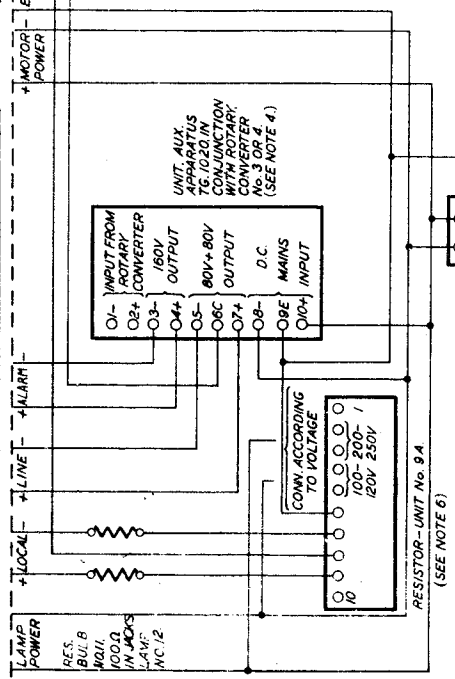 + MOTOR -
POWER
UNIT. AUX.
APPARATUS
TG.1020, IN
CONJUNCTION
WITH ROTARY.
CONVERTER
No. 3 OR 4.
(SEE NOTE 4.)
1-
2+
3-
4+
5-
6C
7+
8-
9E
10+
INPUT FROM
ROTARY
CONVERTER
160V
OUTPUT
80V+80V
OUTPUT
D.C.
MAINS
INPUT
+ ALARM -
+ LINE -
+ LOCAL -
CONN. ACCORDING
TO VOLTAGE
10
100- 200- 1
120V 250V
RESISTOR-UNIT No. 9A
(SEE NOTE 6)
LAMP
POWER
RES.
BULB
NO.11.
100Ω
IN JACKS
LAMP
NC.12.